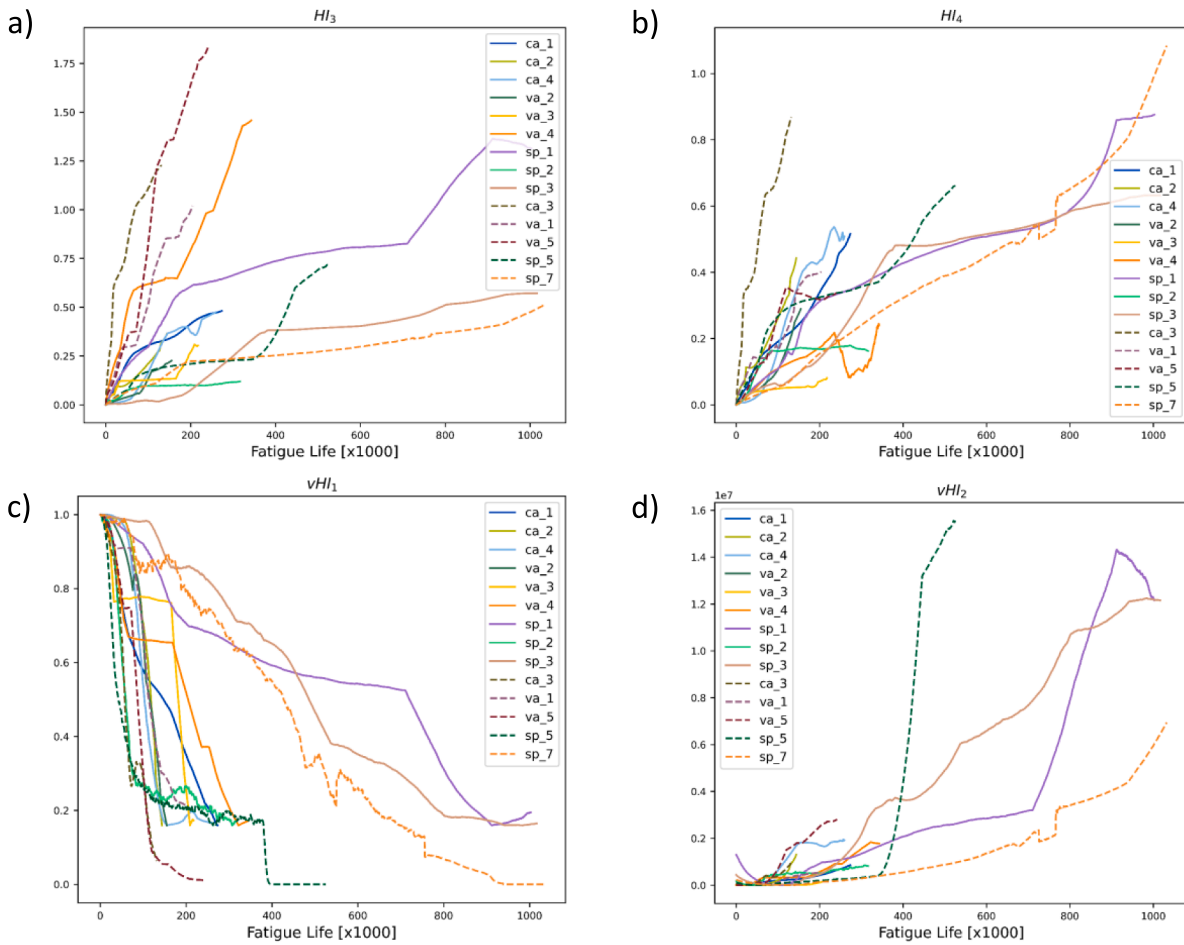 a)
HI₃
1.75
1.50
1.25
1.00
0.75
0.50
0.25
0.00
0 200 400 600 800 1000
Fatigue Life [x1000]
ca_1
ca_2
ca_4
va_2
va_3
va_4
sp_1
sp_2
sp_3
ca_3
va_1
va_5
sp_5
sp_7
b)
HI₄
1.0
0.8
0.6
0.4
0.2
0.0
0 200 400 600 800 1000
Fatigue Life [x1000]
ca_1
ca_2
ca_4
va_2
va_3
va_4
sp_1
sp_2
sp_3
ca_3
va_1
va_5
sp_5
sp_7
c)
vHI₁
1.0
0.8
0.6
0.4
0.2
0.0
0 200 400 600 800 1000
Fatigue Life [x1000]
ca_1
ca_2
ca_4
va_2
va_3
va_4
sp_1
sp_2
sp_3
ca_3
va_1
va_5
sp_5
sp_7
d)
vHI₂
1e7
1.6
1.4
1.2
1.0
0.8
0.6
0.4
0.2
0.0
0 200 400 600 800 1000
Fatigue Life [x1000]
ca_1
ca_2
ca_4
va_2
va_3
va_4
sp_1
sp_2
sp_3
ca_3
va_1
va_5
sp_5
sp_7